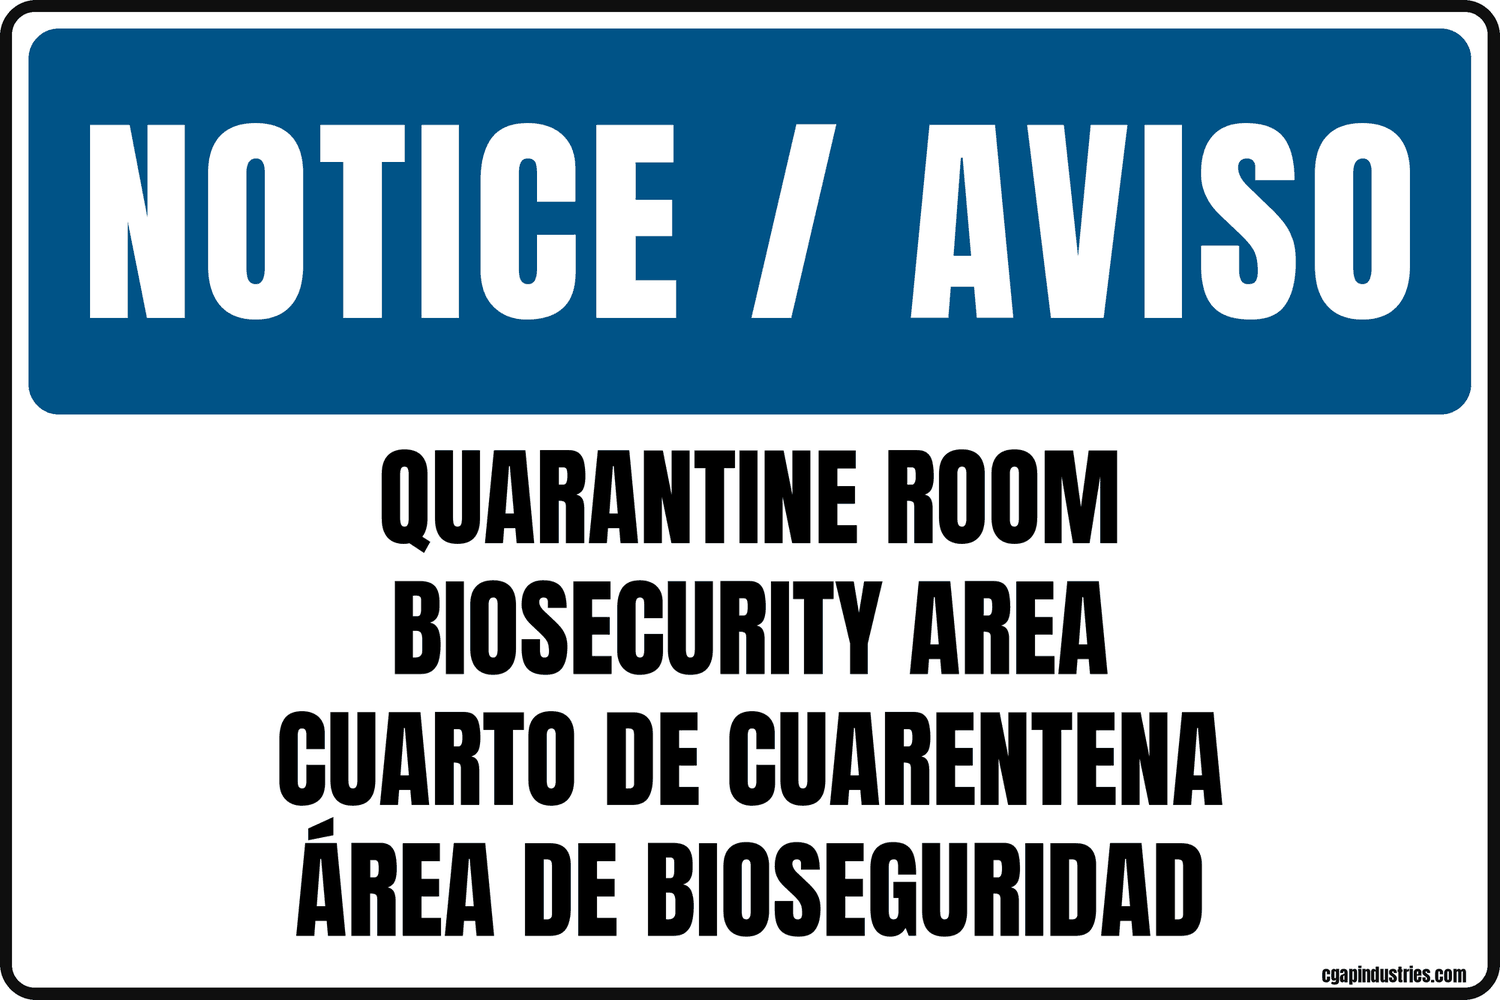 NOTICE / AVISO
QUARANTINE ROOM
BIOSECURITY AREA
CUARTO DE CUARENTENA
ÁREA DE BIOSEGURIDAD
cgapindustries.com